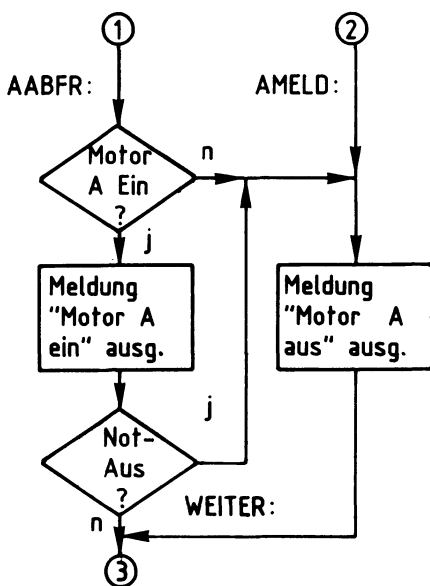 1
2
AABFR:
AMELD:
Motor
A Ein
?
n
j
Meldung
"Motor A
ein" ausg.
Meldung
"Motor A
aus" ausg.
j
Not-
Aus
?
WEITER:
n
3